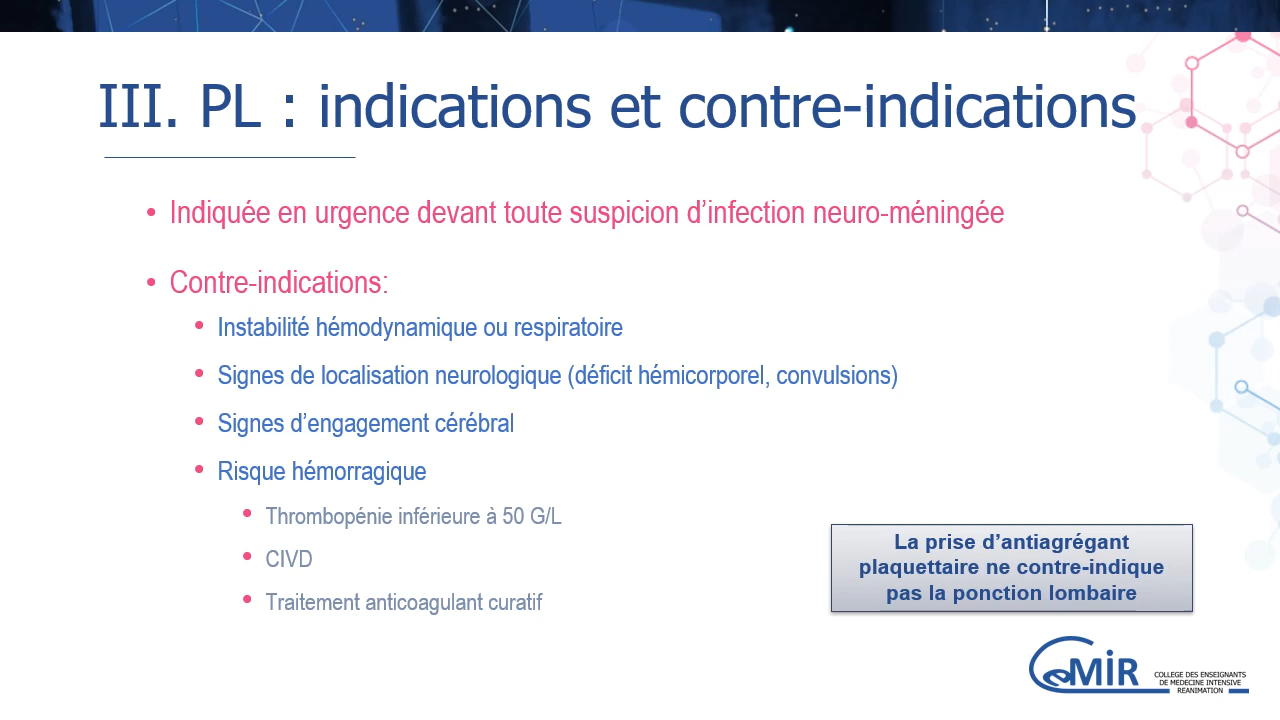 III. PL : indications et contre-indications
• Indiquée en urgence devant toute suspicion d’infection neuro-méningée
• Contre-indications:
• Instabilité hémodynamique ou respiratoire
• Signes de localisation neurologique (déficit hémicorporel, convulsions)
• Signes d’engagement cérébral
• Risque hémorragique
• Thrombopénie inférieure à 50 G/L
• CIVD
• Traitement anticoagulant curatif
La prise d’antiagrégant
plaquettaire ne contre-indique
pas la ponction lombaire
CeMIR
COLLEGE DES ENSEIGNANTS
DE MEDECINE INTENSIVE
REANIMATION